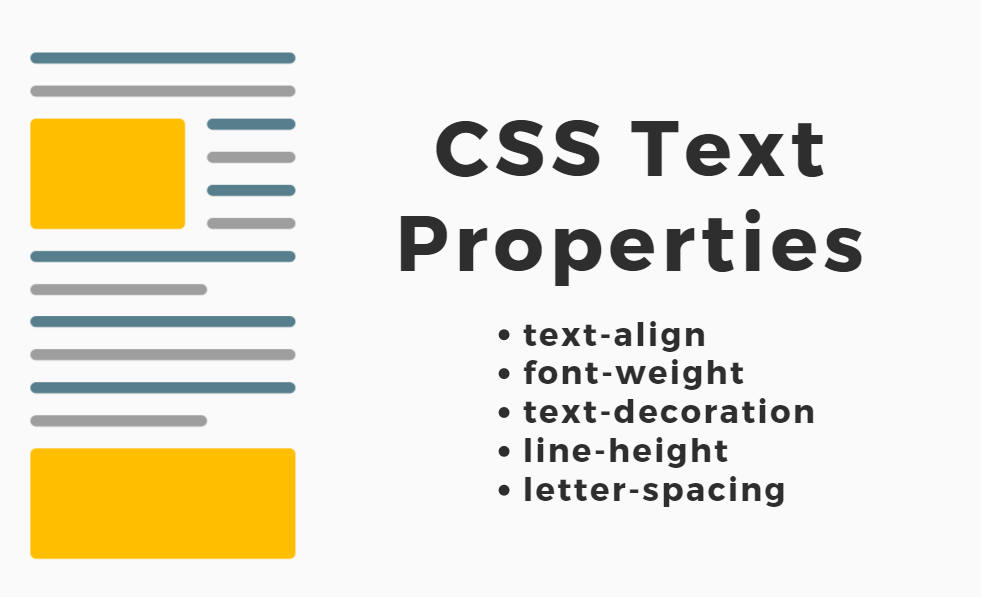 CSS Text
Properties
• text-align
• font-weight
• text-decoration
• line-height
• letter-spacing